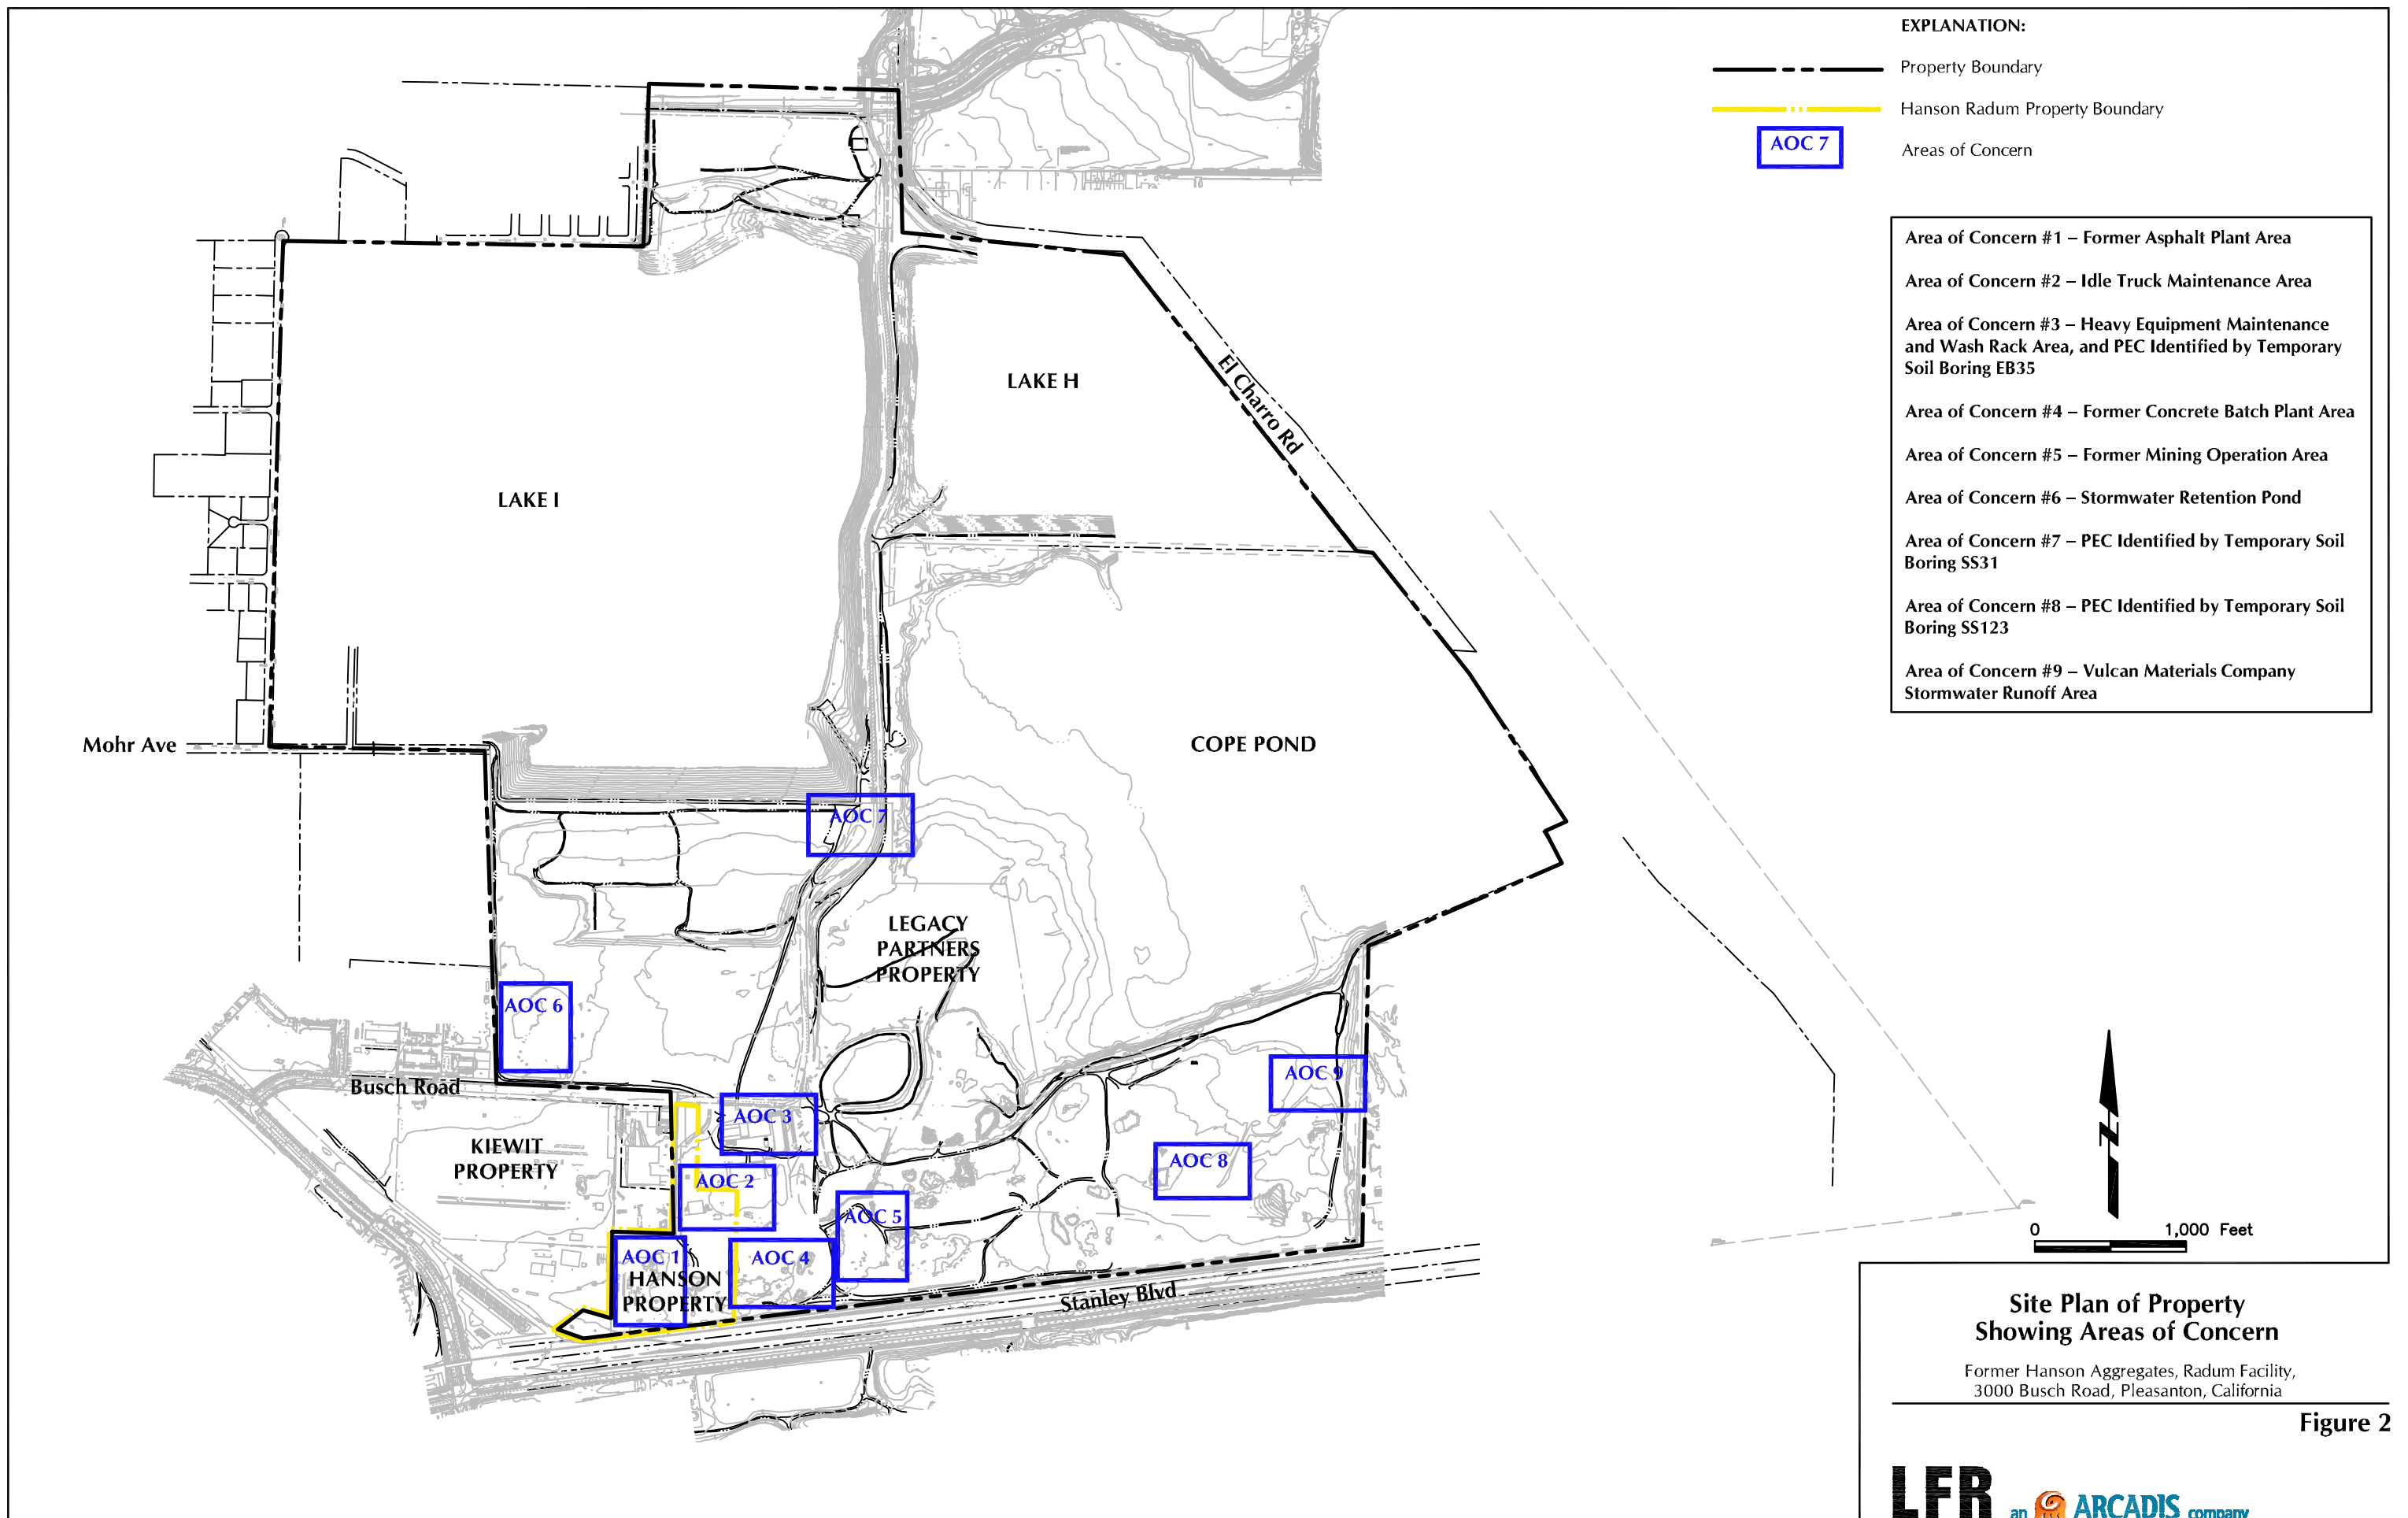 EXPLANATION:
Property Boundary
Hanson Radum Property Boundary
AOC 7
Areas of Concern
Area of Concern #1 – Former Asphalt Plant Area
Area of Concern #2 – Idle Truck Maintenance Area
Area of Concern #3 – Heavy Equipment Maintenance
and Wash Rack Area, and PEC Identified by Temporary
Soil Boring EB35
Area of Concern #4 – Former Concrete Batch Plant Area
Area of Concern #5 – Former Mining Operation Area
Area of Concern #6 – Stormwater Retention Pond
Area of Concern #7 – PEC Identified by Temporary Soil
Boring SS31
Area of Concern #8 – PEC Identified by Temporary Soil
Boring SS123
Area of Concern #9 – Vulcan Materials Company
Stormwater Runoff Area
LAKE H
El Charro Rd
LAKE I
Mohr Ave
COPE POND
AOC 7
LEGACY
PARTNERS
PROPERTY
AOC 6
Busch Road
AOC 9
AOC 3
KIEWIT
PROPERTY
AOC 8
AOC 2
AOC 5
AOC 1
AOC 4
HANSON
PROPERTY
Stanley Blvd
N
0 1,000 Feet
Site Plan of Property
Showing Areas of Concern
Former Hanson Aggregates, Radum Facility,
3000 Busch Road, Pleasanton, California
Figure 2
LFR an ARCADIS company